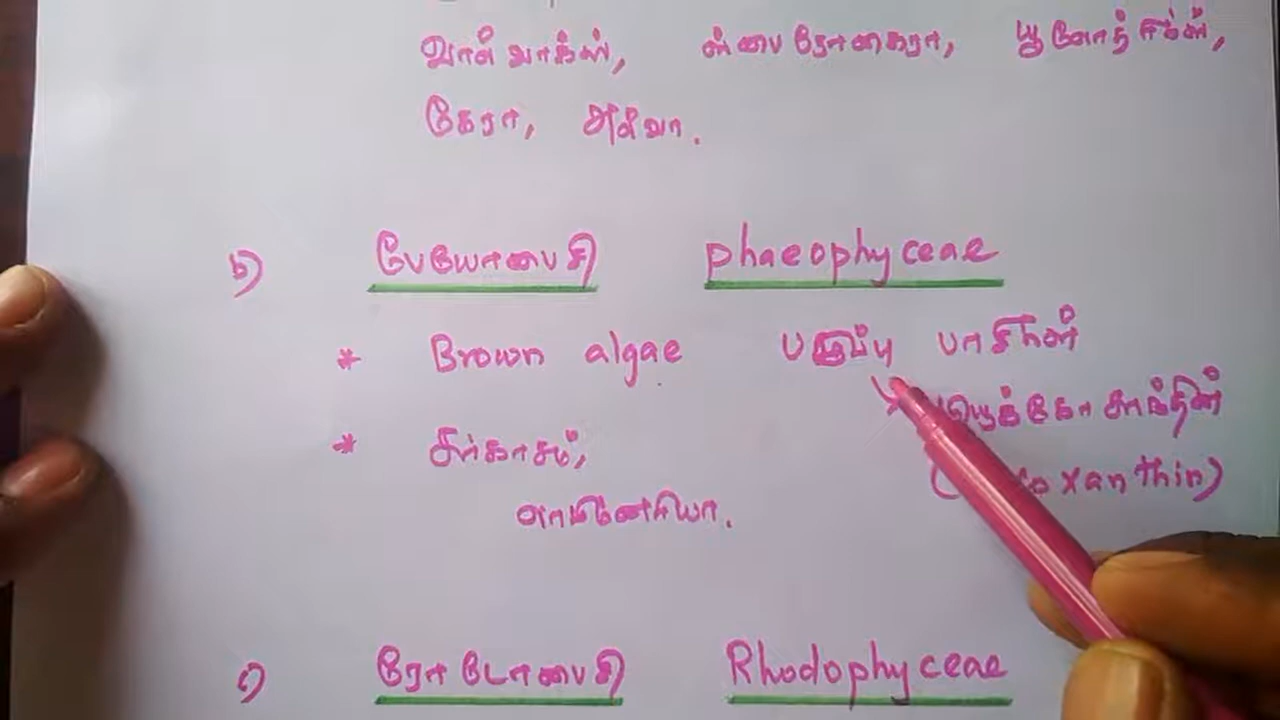 வால்வாக்ஸ், ஸ்பைரோகைரா, யூலோத்ரிக்ஸ்,
கேரா, அல்வா.
b) பேயோபைசி phaeophyceae
* Brown algae பழுப்பு பாசிகள்
பியூக்கோசாந்தின்
* சர்காசம்,
xanthin)
லாமினேரியா.
c) ரோடோபைசி Rhodophyceae